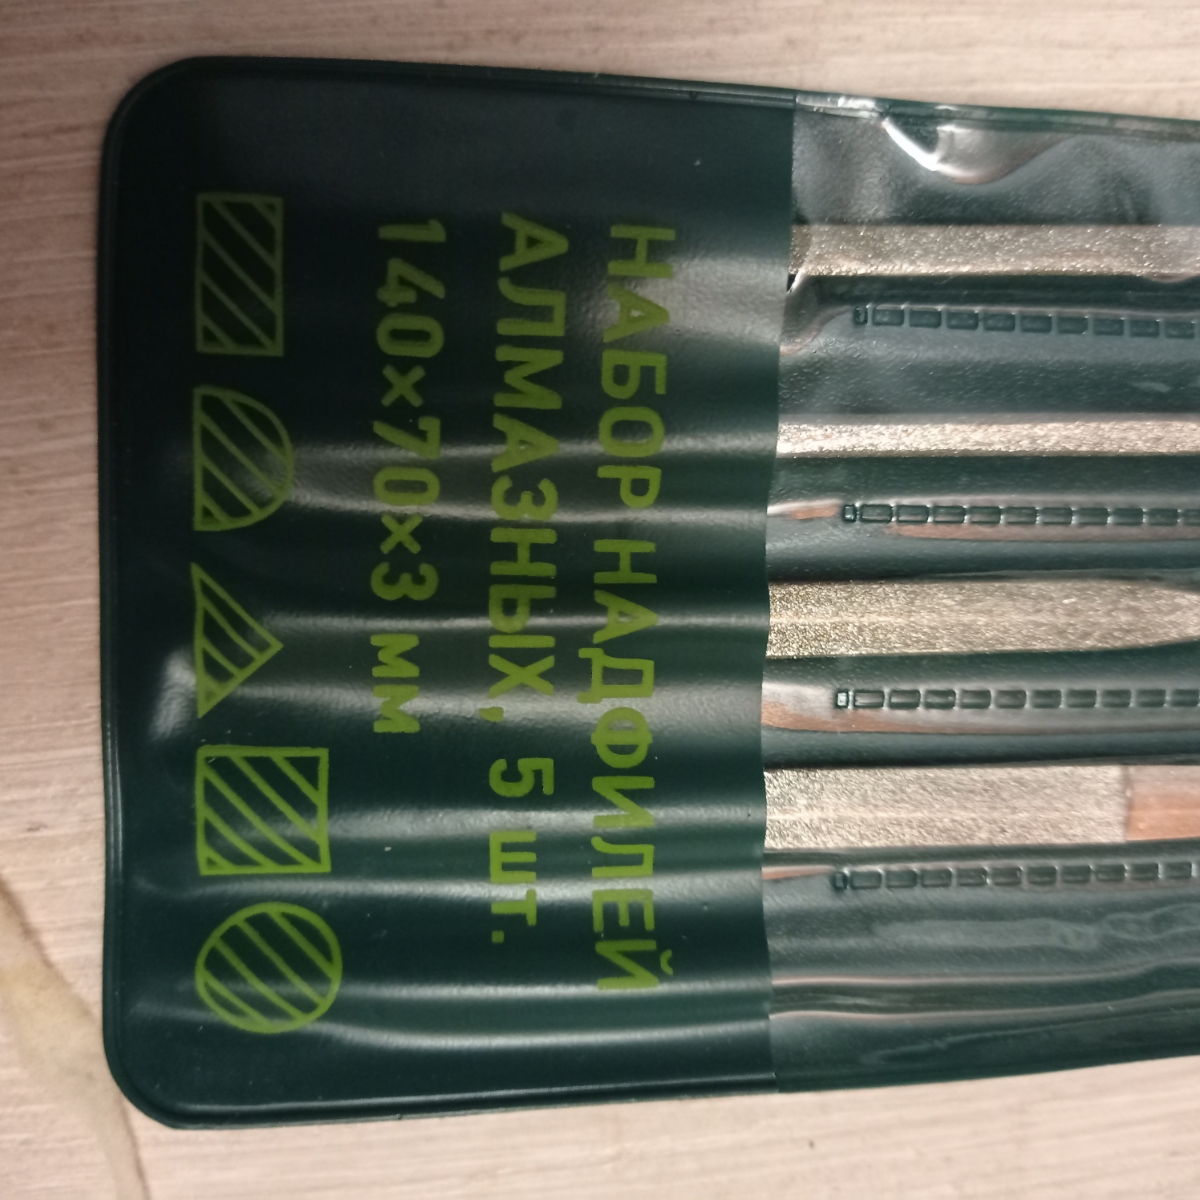 НАБОР НАДФИЛЕЙ
АЛМАЗНЫХ, 5 шт.
140×70×3 мм